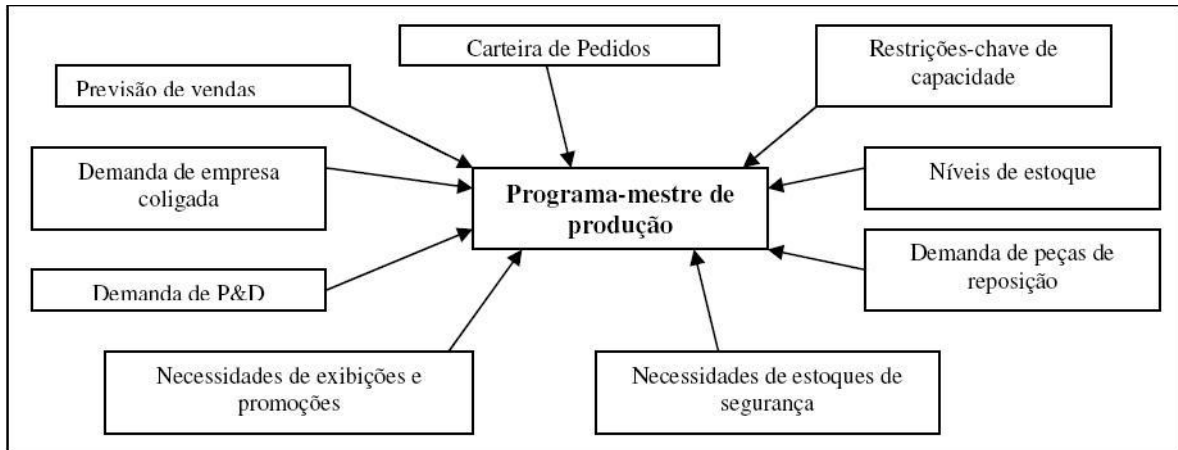 Carteira de Pedidos
Restrições-chave de
capacidade
Previsão de vendas
Demanda de empresa
coligada
Programa-mestre de
produção
Níveis de estoque
Demanda de P&D
Demanda de peças de
reposição
Necessidades de exibições e
promoções
Necessidades de estoques de
segurança